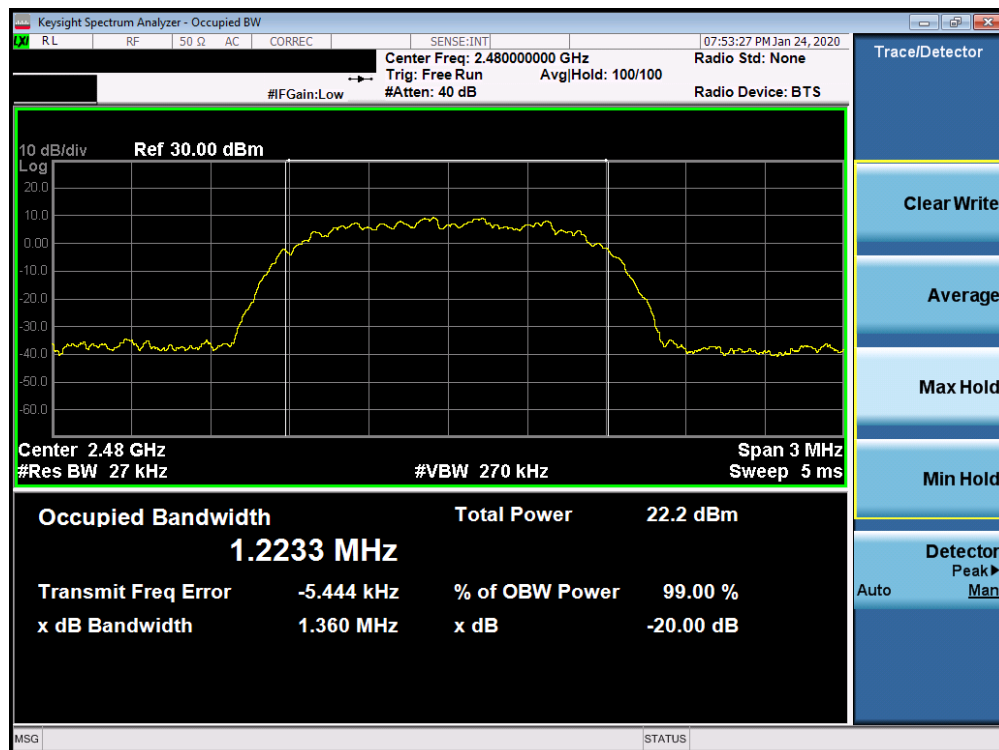 Keysight Spectrum Analyzer - Occupied BW
LXI RL RF 50 Ω AC CORREC SENSE:INT 07:53:27 PM Jan 24, 2020
Center Freq: 2.480000000 GHz Radio Std: None
Trig: Free Run Avg|Hold: 100/100
#IFGain:Low #Atten: 40 dB Radio Device: BTS
10 dB/div Ref 30.00 dBm
Log
20.0
10.0
0.00
-10.0
-20.0
-30.0
-40.0
-50.0
-60.0
Center 2.48 GHz Span 3 MHz
#Res BW 27 kHz #VBW 270 kHz Sweep 5 ms
Occupied Bandwidth Total Power 22.2 dBm
1.2233 MHz
Transmit Freq Error -5.444 kHz % of OBW Power 99.00 %
x dB Bandwidth 1.360 MHz x dB -20.00 dB
Trace/Detector
Clear Write
Average
Max Hold
Min Hold
Detector
Peak▶
Auto Man
MSG STATUS